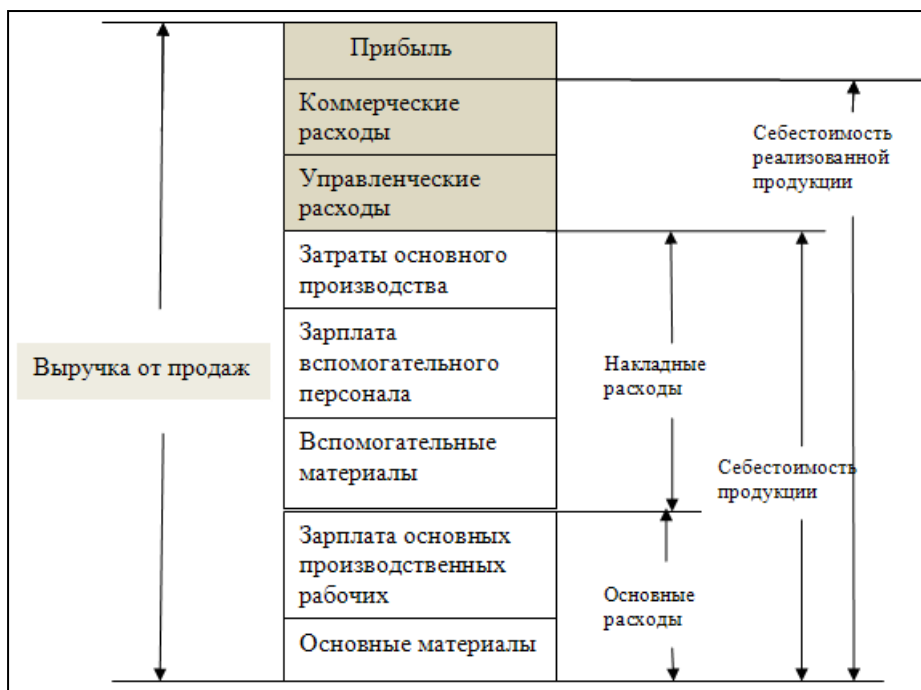 Прибыль
Коммерческие
расходы
Управленческие
расходы
Затраты основного
производства
Зарплата
вспомогательного
персонала
Вспомогательные
материалы
Зарплата основных
производственных
рабочих
Основные материалы
Выручка от продаж
Накладные
расходы
Основные
расходы
Себестоимость
продукции
Себестоимость
реализованной
продукции